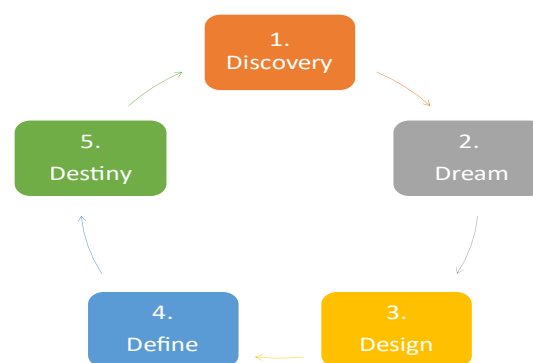 1.
Discovery
2.
Dream
3.
Design
4.
Define
5.
Destiny